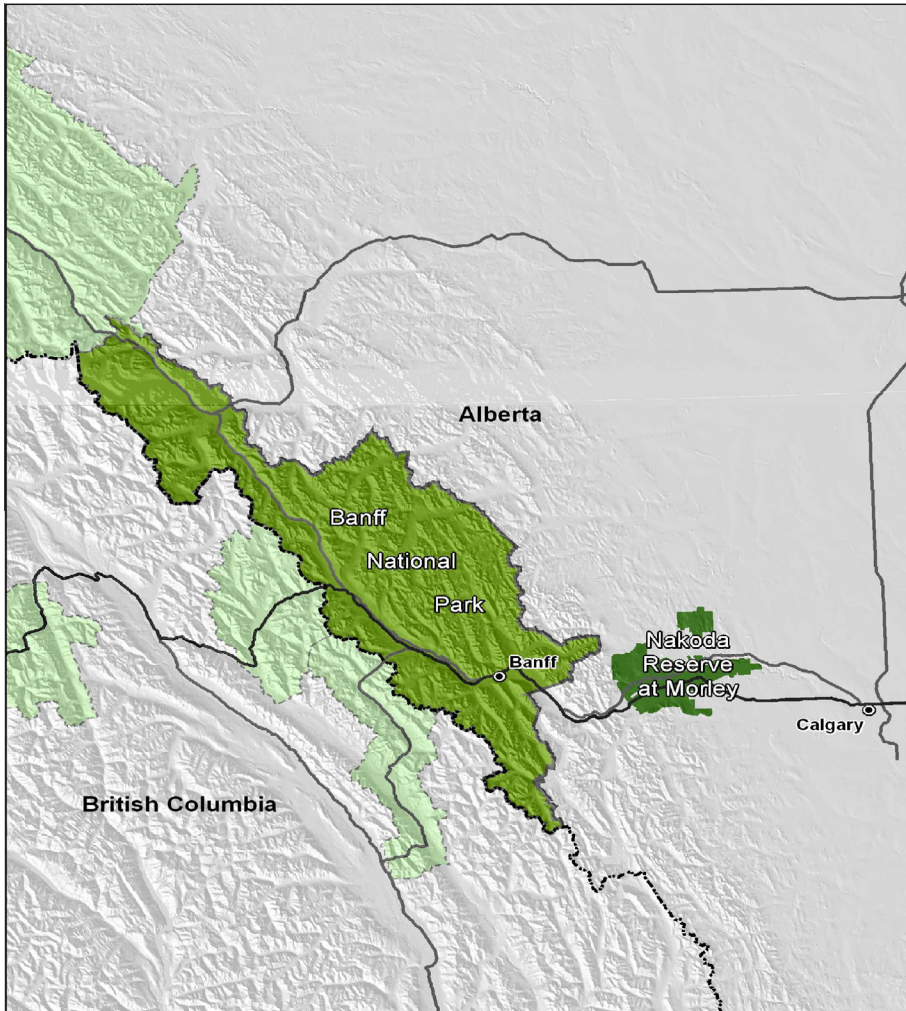 Alberta
Banff
National
Park
Banff
Nakoda
Reserve
at Morley
Calgary
British Columbia